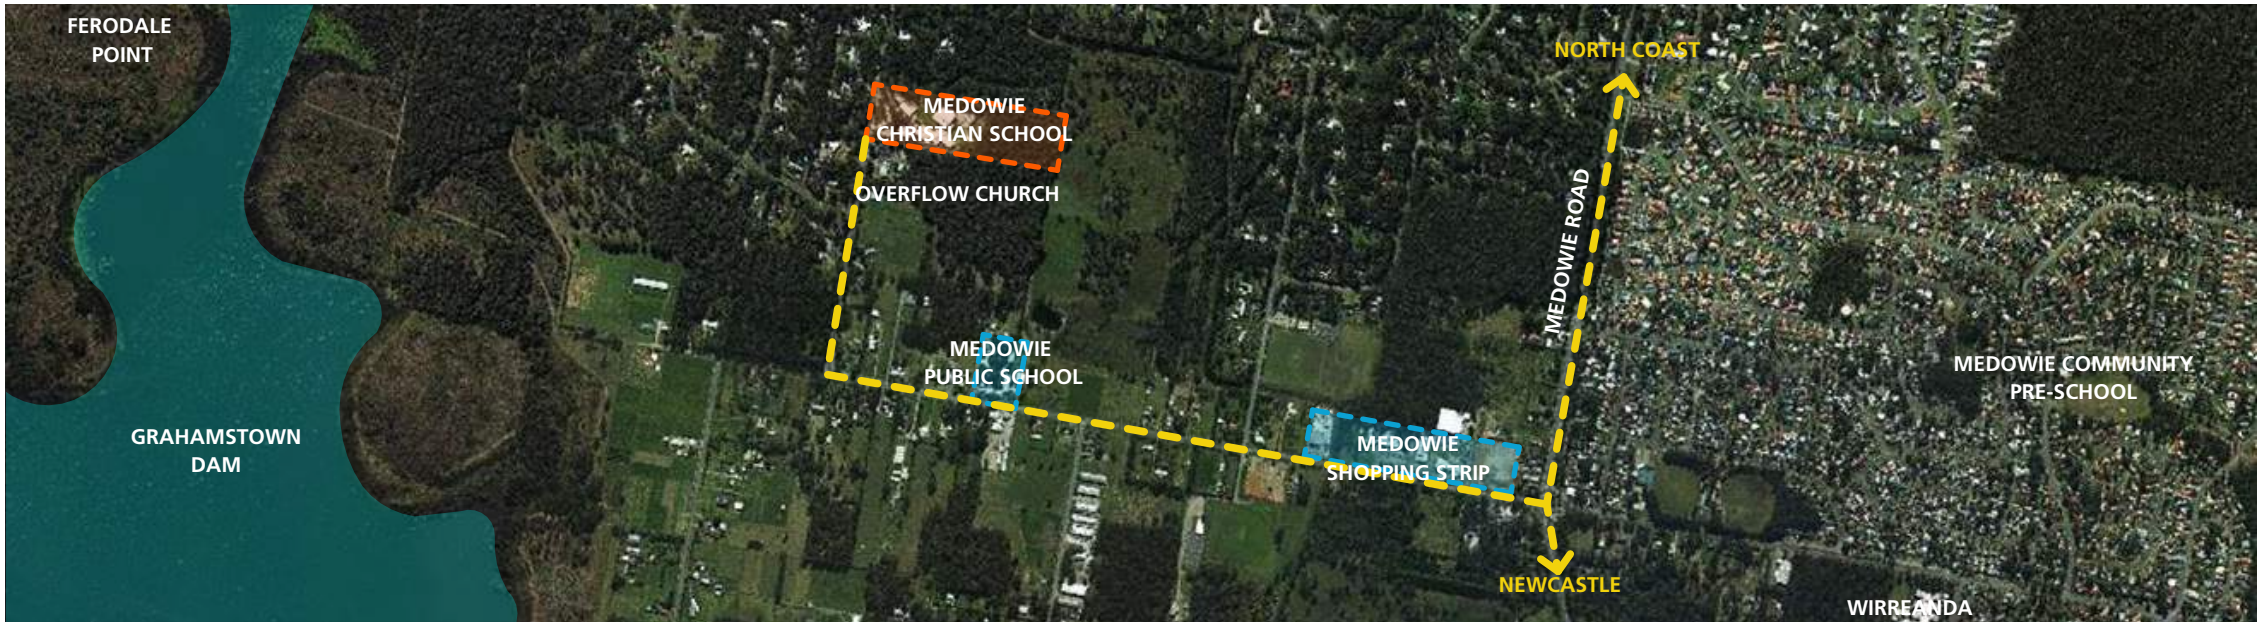 FERODALE
POINT
NORTH COAST
MEDOWIE
CHRISTIAN SCHOOL
OVERFLOW CHURCH
MEDOWIE ROAD
MEDOWIE
PUBLIC SCHOOL
MEDOWIE COMMUNITY
PRE-SCHOOL
GRAHAMSTOWN
DAM
MEDOWIE
SHOPPING STRIP
NEWCASTLE
WIRREANDA